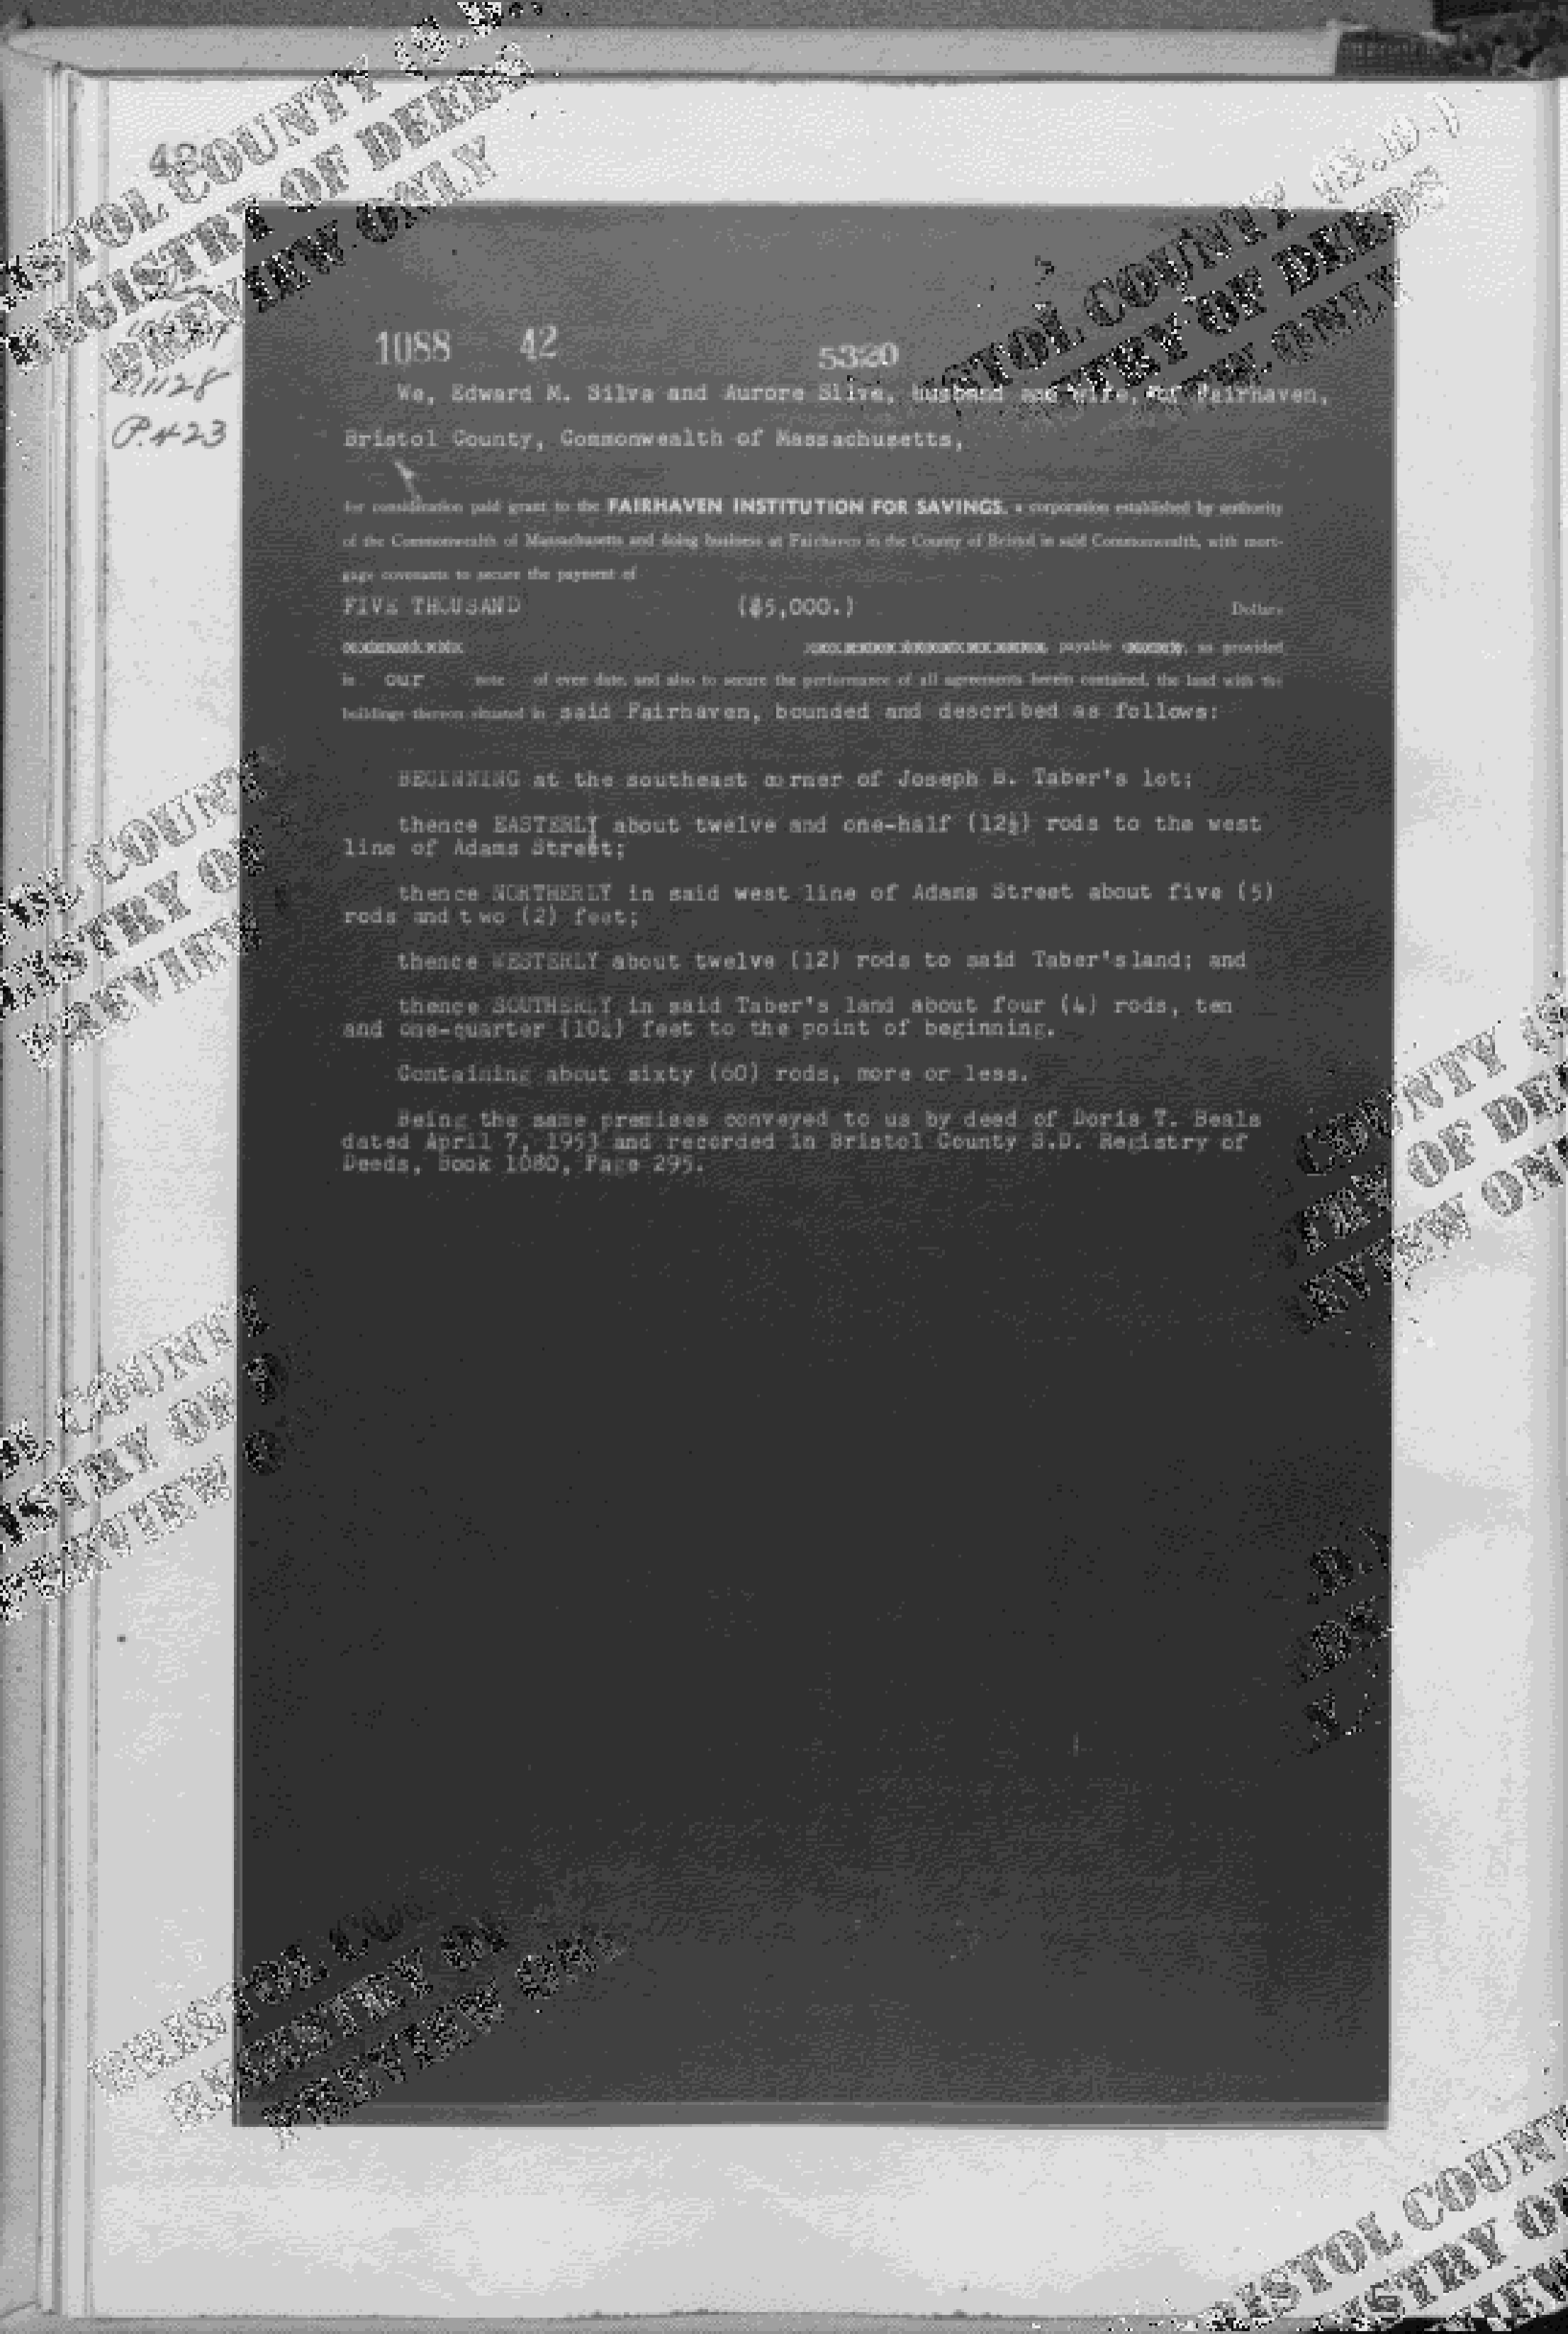 42
1128
P. 423
1088 42 5320
We, Edward M. Silva and Aurore Sliva, husband and wife, of Fairhaven,
Bristol County, Commonwealth of Massachusetts,
for consideration paid grant to the FAIRHAVEN INSTITUTION FOR SAVINGS, a corporation established by authority
of the Commonwealth of Massachusetts and doing business at Fairhaven in the County of Bristol in said Commonwealth, with mort-
gage covenants to secure the payment of
FIVE THOUSAND ($5,000.) Dollars
payable as provided
in our note of even date, and also to secure the performance of all agreements herein contained, the land with the
buildings thereon situated in said Fairhaven, bounded and described as follows:
BEGINNING at the southeast corner of Joseph B. Taber's lot;
thence EASTERLY about twelve and one-half (12½) rods to the west
line of Adams Street;
thence NORTHERLY in said west line of Adams Street about five (5)
rods and two (2) feet;
thence WESTERLY about twelve (12) rods to said Taber's land; and
thence SOUTHERLY in said Taber's land about four (4) rods, ten
and one-quarter (10¼) feet to the point of beginning.
Containing about sixty (60) rods, more or less.
Being the same premises conveyed to us by deed of Doris T. Beals
dated April 7, 1953 and recorded in Bristol County S.D. Registry of
Deeds, Book 1080, Page 295.